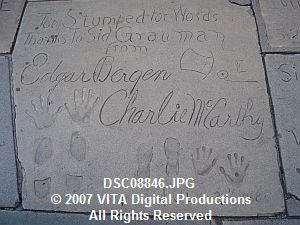 Too Stumped for Words
Thanks To Sid Grauman
from
Edgar Bergen
Charlie McCarthy
DSC08846.JPG
© 2007 VITA Digital Productions
All Rights Reserved